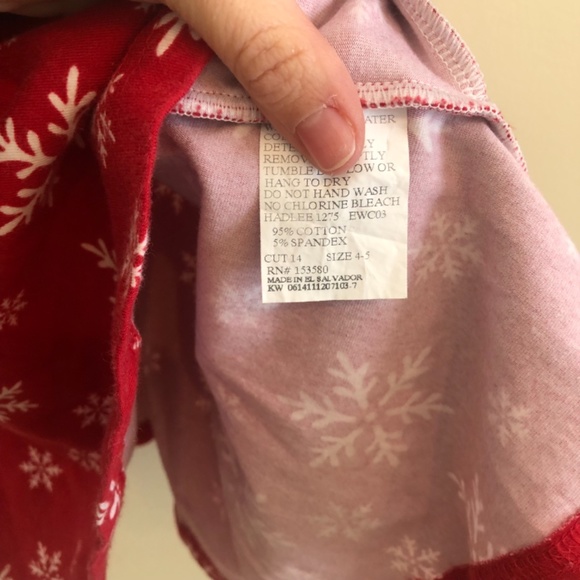 ATER
TUMBLE LOW OR
HANG TO DRY
DO NOT HAND WASH
NO CHLORINE BLEACH
HADLEE 1275 EWC03
95% COTTON
5% SPANDEX
CUT 14 SIZE 4-5
RN# 153580
MADE IN EL SALVADOR
KW 0614111207103-7